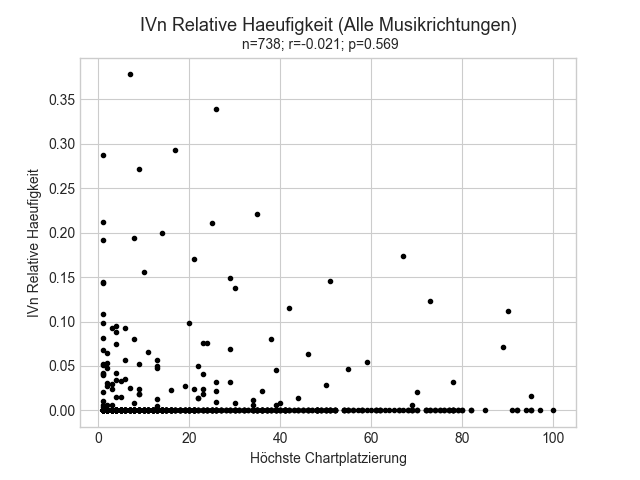 IVn Relative Haeufigkeit (Alle Musikrichtungen)
n=738; r=-0.021; p=0.569
IVn Relative Haeufigkeit
0.35
0.30
0.25
0.20
0.15
0.10
0.05
0.00
0 20 40 60 80 100
Höchste Chartplatzierung